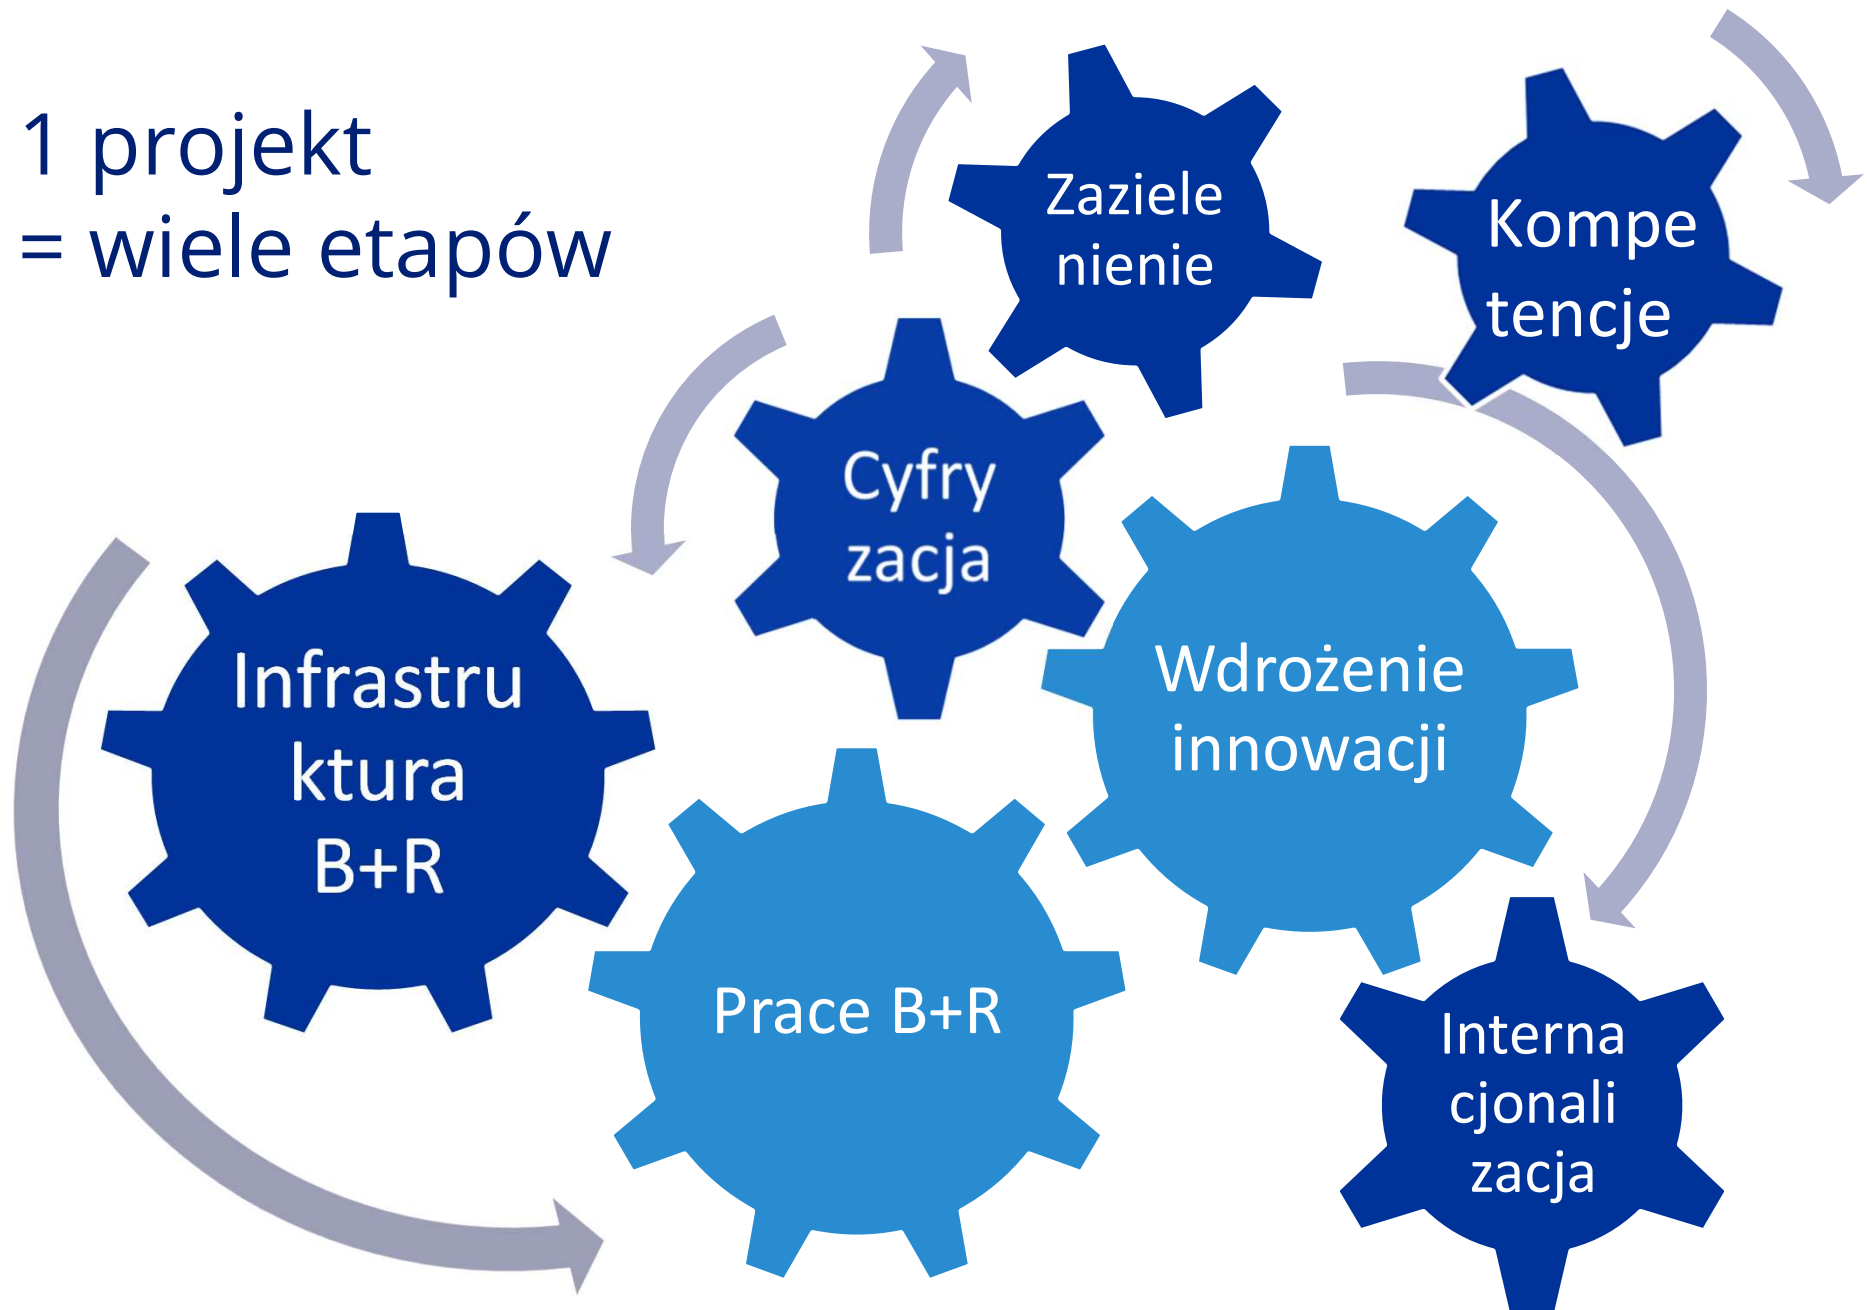 1 projekt
= wiele etapów
Zaziele
nienie
Kompe
tencje
Cyfry
zacja
Infrastru
ktura
B+R
Wdrożenie
innowacji
Prace B+R
Interna
cjonali
zacja